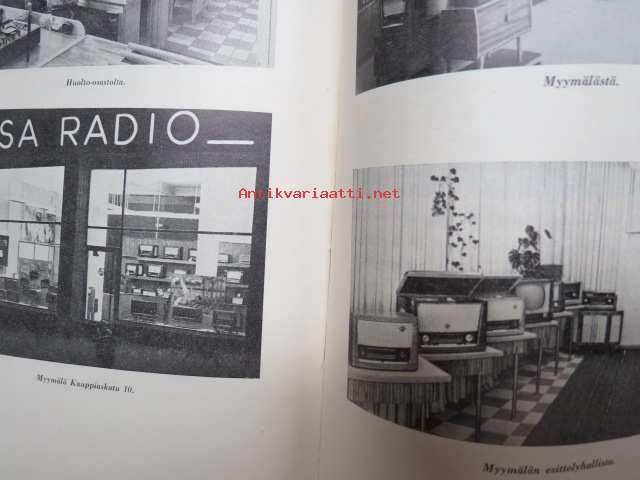 Huolto-osastolta.
SA RADIO
Myymälä Kauppiaskatu 10.
Myymälästä.
Antikvariaatti.net
Myymälän esittelyhallista.